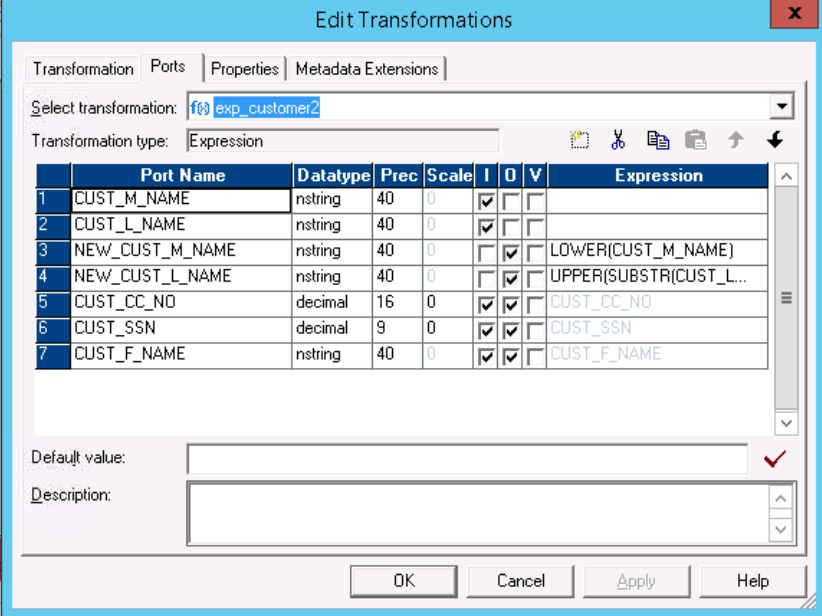 Edit Transformations
x
Transformation Ports Properties Metadata Extensions
Select transformation: f(x) exp_customer2
Transformation type: Expression
Port Name Datatype Prec Scale I O V Expression
1 CUST_M_NAME nstring 40 0
2 CUST_L_NAME nstring 40 0
3 NEW_CUST_M_NAME nstring 40 0 LOWER(CUST_M_NAME)
4 NEW_CUST_L_NAME nstring 40 0 UPPER(SUBSTR(CUST_L...
5 CUST_CC_NO decimal 16 0 CUST_CC_NO
6 CUST_SSN decimal 9 0 CUST_SSN
7 CUST_F_NAME nstring 40 0 CUST_F_NAME
Default value:
Description:
OK Cancel Apply Help